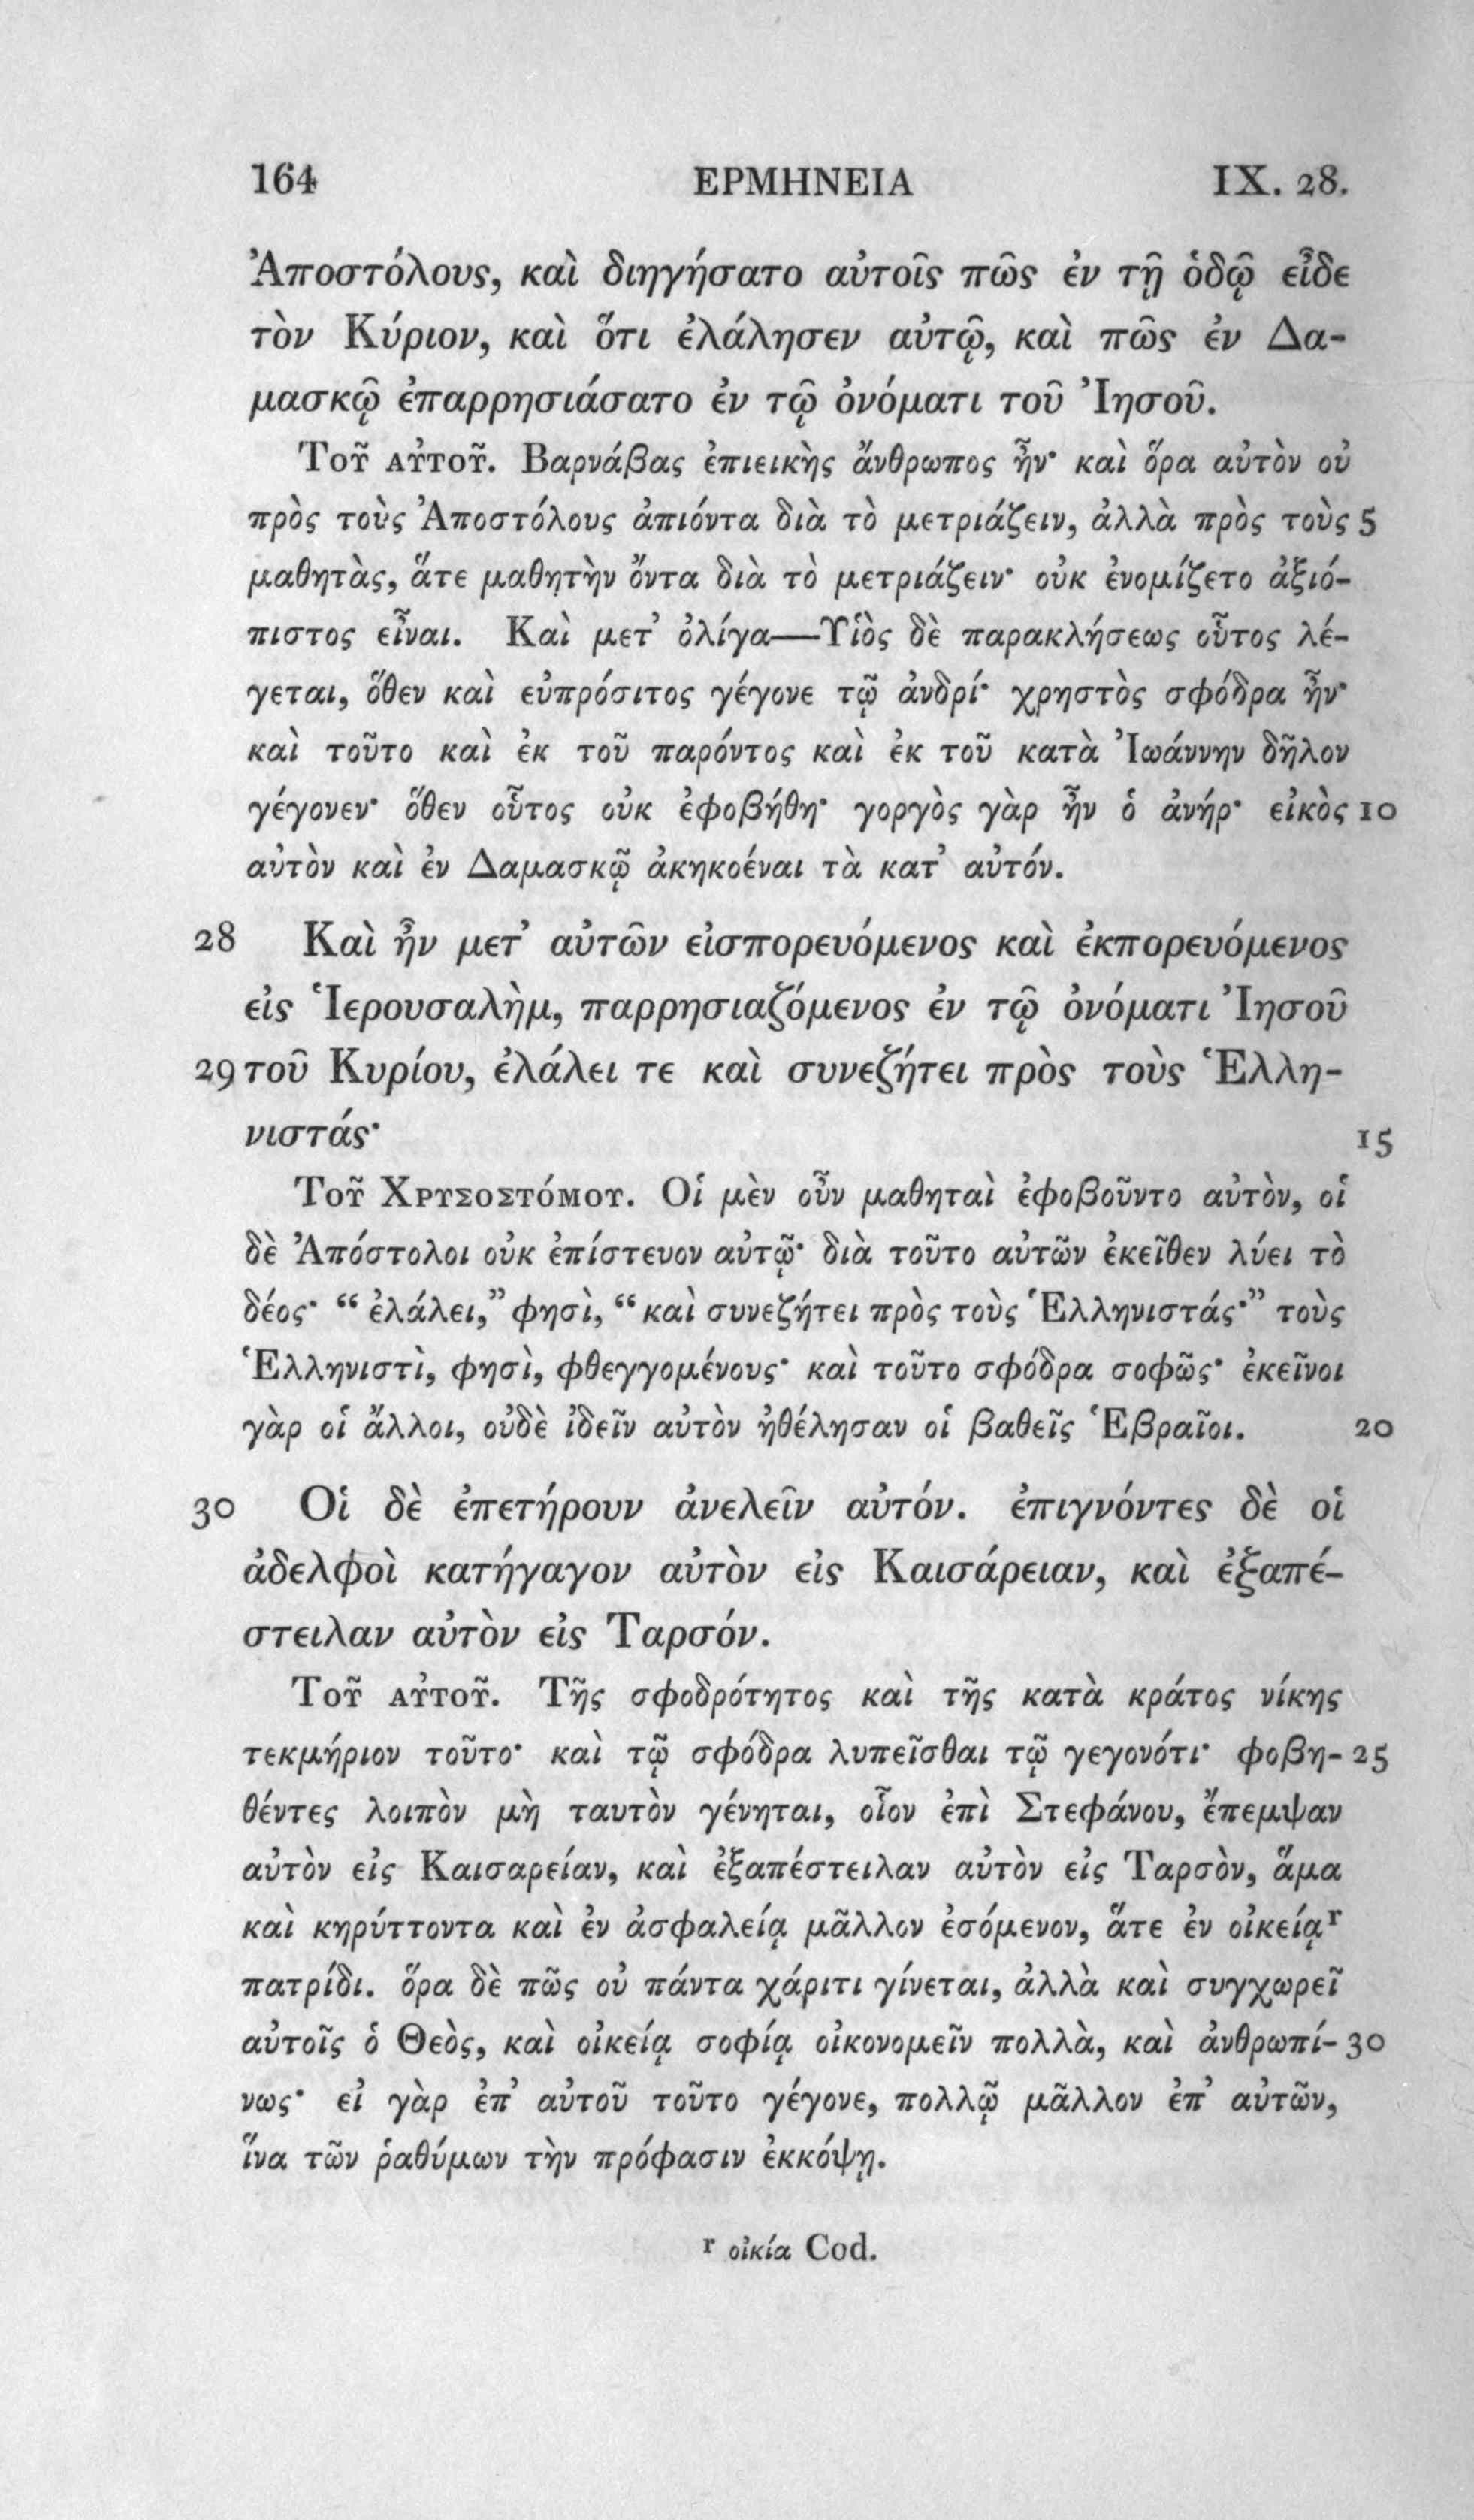 164 ΕΡΜΗΝΕΙΑ IX. 28.
Ἀποστόλους, καὶ διηγήσατο αὐτοῖς πῶς ἐν τῇ ὁδῷ εἶδε
τὸν Κύριον, καὶ ὅτι ἐλάλησεν αὐτῷ, καὶ πῶς ἐν Δα-
μασκῷ ἐπαρρησιάσατο ἐν τῷ ὀνόματι τοῦ Ἰησοῦ.
Τοῦ αὐτοῦ. Βαρνάβας ἐπιεικὴς ἄνθρωπος ἦν· καὶ ὅρα αὐτὸν οὐ
πρὸς τοὺς Ἀποστόλους ἀπιόντα διὰ τὸ μετριάζειν, ἀλλὰ πρὸς τοὺς 5
μαθητὰς, ἅτε μαθητὴν ὄντα διὰ τὸ μετριάζειν· οὐκ ἐνομίζετο ἀξιό-
πιστος εἶναι. Καὶ μετ’ ὀλίγα—Υἱὸς δὲ παρακλήσεως οὗτος λέ-
γεται, ὅθεν καὶ εὐπρόσιτος γέγονε τῷ ἀνδρί· χρηστὸς σφόδρα ἦν·
καὶ τοῦτο καὶ ἐκ τοῦ παρόντος καὶ ἐκ τοῦ κατὰ Ἰωάννην δῆλον
γέγονεν· ὅθεν οὗτος οὐκ ἐφοβήθη· γοργὸς γὰρ ἦν ὁ ἀνήρ· εἰκὸς 10
αὐτὸν καὶ ἐν Δαμασκῷ ἀκηκοέναι τὰ κατ’ αὐτόν.
28 Καὶ ἦν μετ’ αὐτῶν εἰσπορευόμενος καὶ ἐκπορευόμενος
εἰς Ἱερουσαλὴμ, παρρησιαζόμενος ἐν τῷ ὀνόματι Ἰησοῦ
29 τοῦ Κυρίου, ἐλάλει τε καὶ συνεζήτει πρὸς τοὺς Ἑλλη-
νιστάς· 15
Τοῦ Χρυσοστόμου. Οἱ μὲν οὖν μαθηταὶ ἐφοβοῦντο αὐτὸν, οἱ
δὲ Ἀπόστολοι οὐκ ἐπίστευον αὐτῷ· διὰ τοῦτο αὐτῶν ἐκεῖθεν λύει τὸ
δέος· “ ἐλάλει,” φησὶ, “ καὶ συνεζήτει πρὸς τοὺς Ἑλληνιστάς·” τοὺς
Ἑλληνιστὶ, φησὶ, φθεγγομένους· καὶ τοῦτο σφόδρα σοφῶς· ἐκεῖνοι
γὰρ οἱ ἄλλοι, οὐδὲ ἰδεῖν αὐτὸν ἠθέλησαν οἱ βαθεῖς Ἑβραῖοι. 20
30 Οἱ δὲ ἐπετήρουν ἀνελεῖν αὐτόν. ἐπιγνόντες δὲ οἱ
ἀδελφοὶ κατήγαγον αὐτὸν εἰς Καισάρειαν, καὶ ἐξαπέ-
στειλαν αὐτὸν εἰς Ταρσόν.
Τοῦ αὐτοῦ. Τῆς σφοδρότητος καὶ τῆς κατὰ κράτος νίκης
τεκμήριον τοῦτο· καὶ τῷ σφόδρα λυπεῖσθαι τῷ γεγονότι· φοβη- 25
θέντες λοιπὸν μὴ ταυτὸν γένηται, οἷον ἐπὶ Στεφάνου, ἔπεμψαν
αὐτὸν εἰς Καισαρείαν, καὶ ἐξαπέστειλαν αὐτὸν εἰς Ταρσὸν, ἅμα
καὶ κηρύττοντα καὶ ἐν ἀσφαλείᾳ μᾶλλον ἐσόμενον, ἅτε ἐν οἰκείᾳ r
πατρίδι. ὅρα δὲ πῶς οὐ πάντα χάριτι γίνεται, ἀλλὰ καὶ συγχωρεῖ
αὐτοῖς ὁ Θεὸς, καὶ οἰκείᾳ σοφίᾳ οἰκονομεῖν πολλὰ, καὶ ἀνθρωπί- 30
νως· εἰ γὰρ ἐπ’ αὐτοῦ τοῦτο γέγονε, πολλῷ μᾶλλον ἐπ’ αὐτῶν,
ἵνα τῶν ῥαθύμων τὴν πρόφασιν ἐκκόψῃ.
r οἰκία Cod.